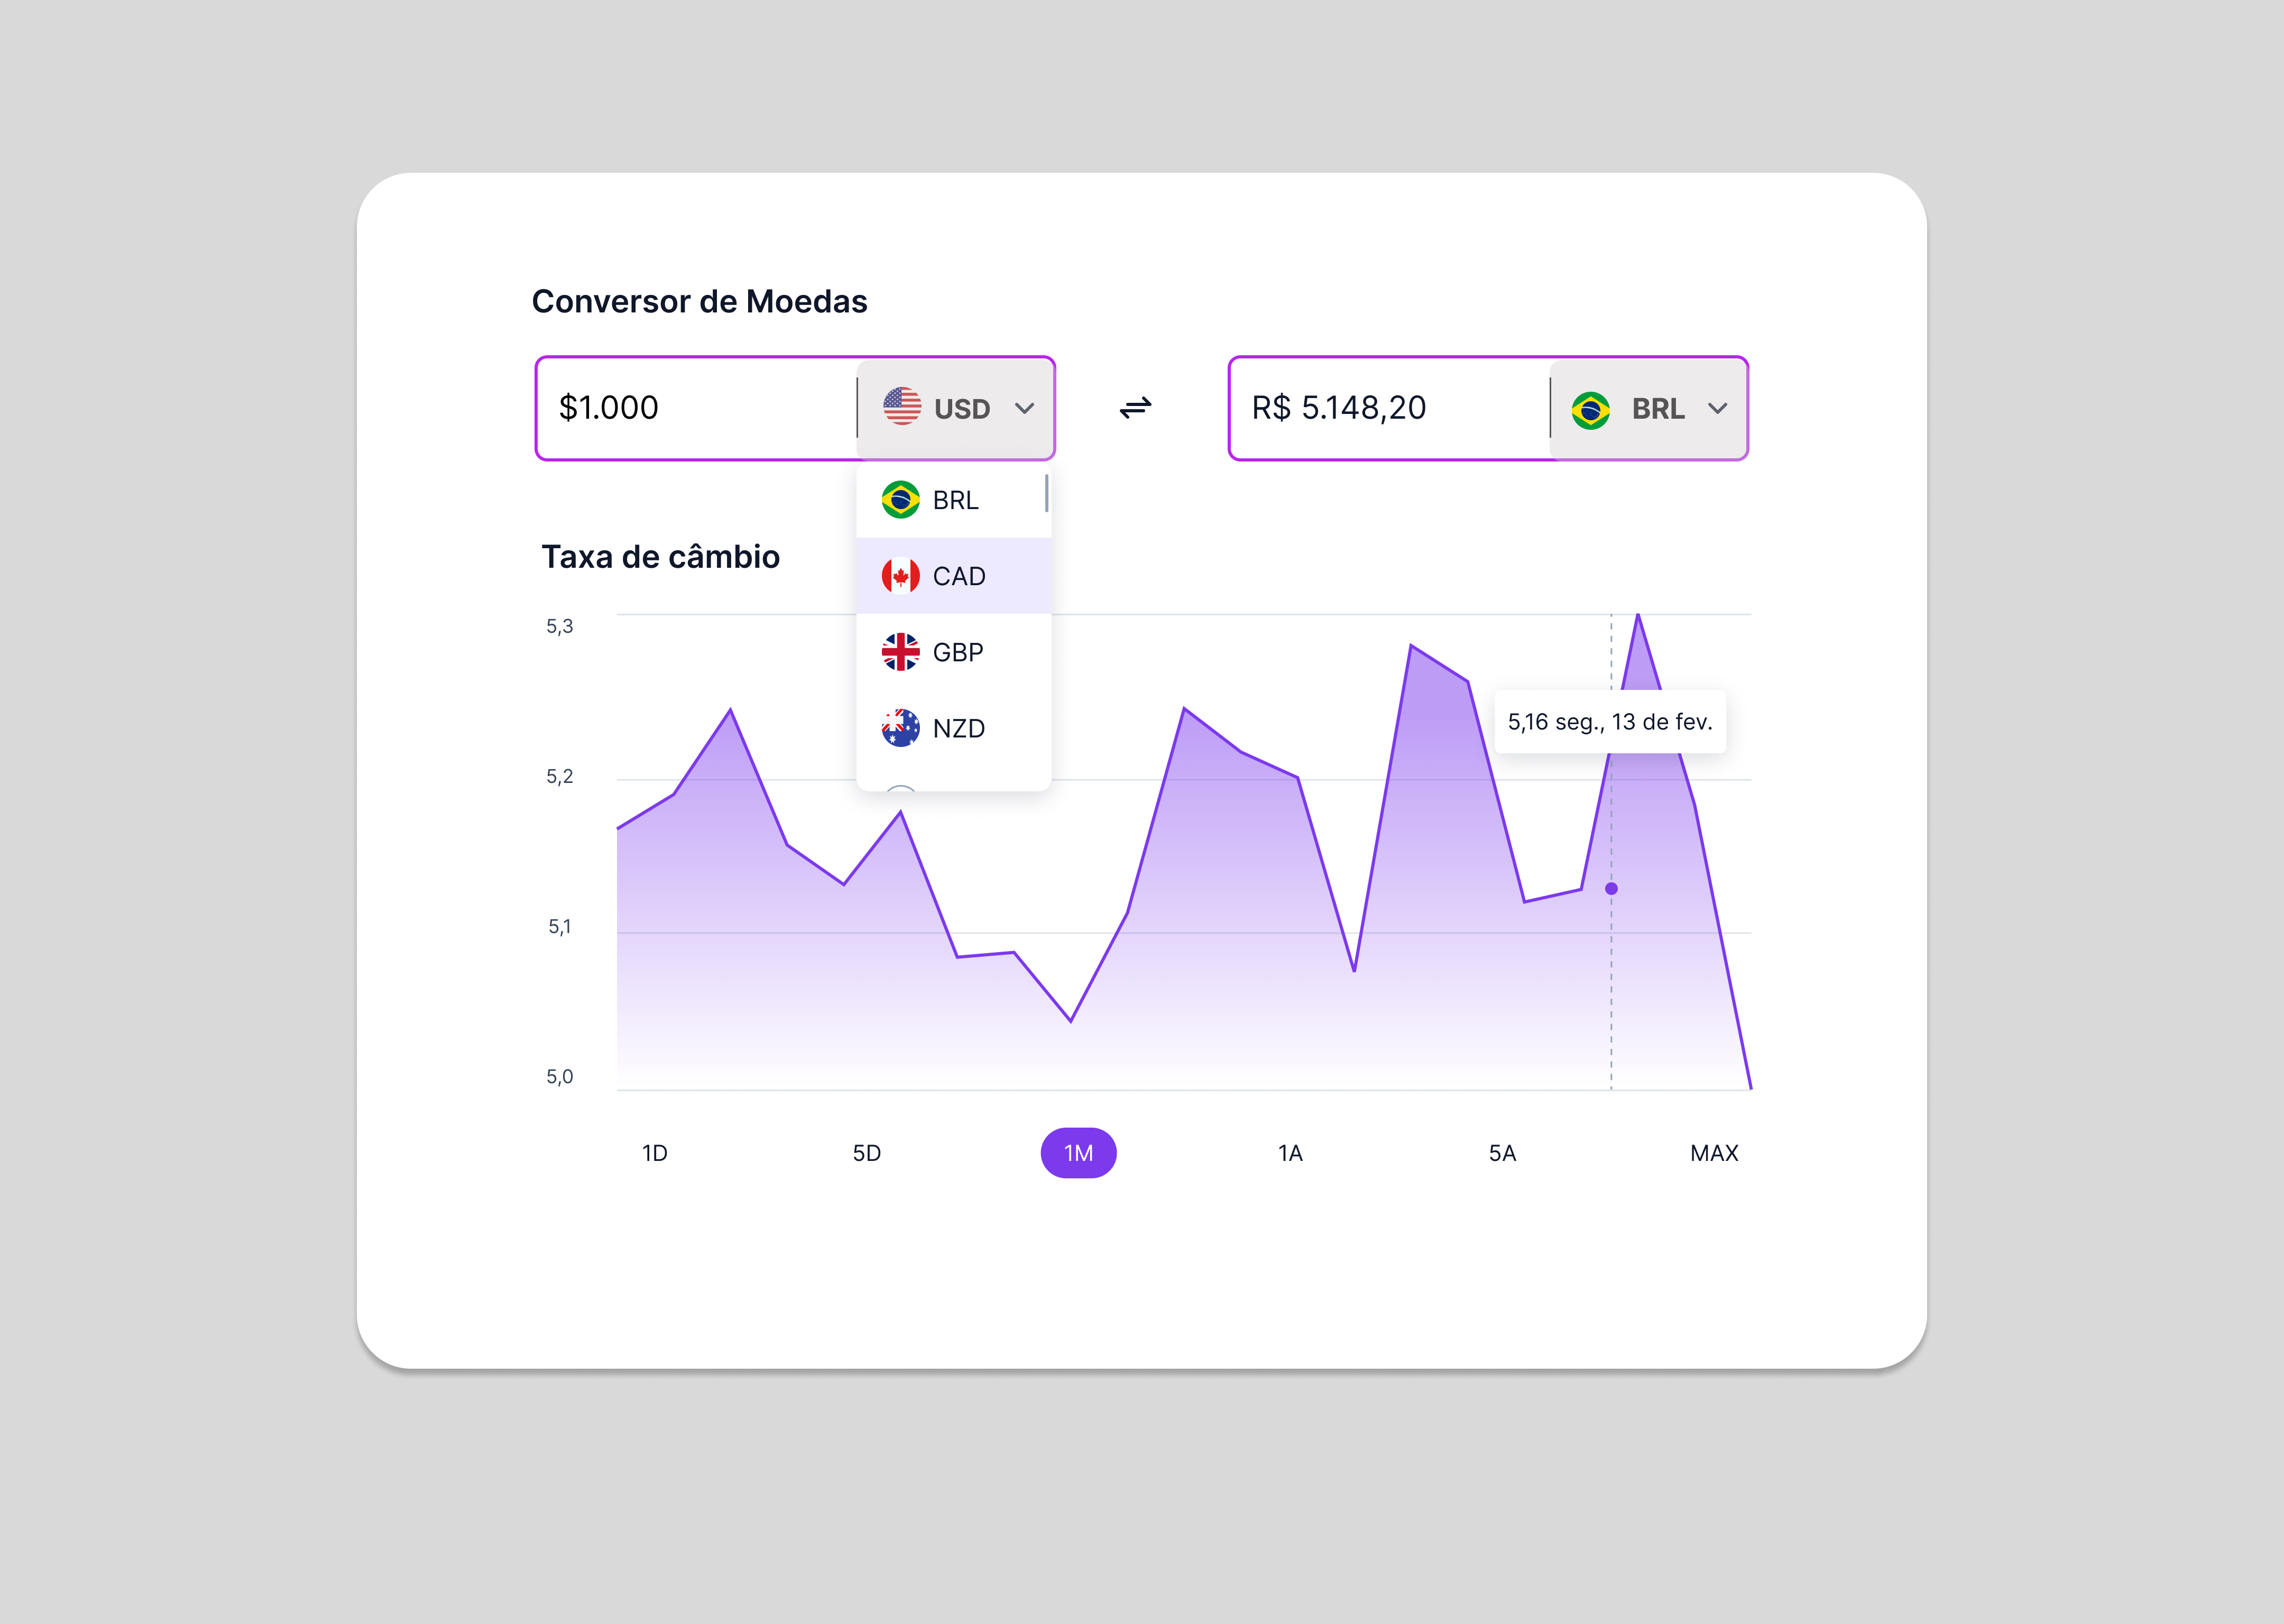 Conversor de Moedas
$1.000
USD
R$ 5.148,20
BRL
BRL
CAD
GBP
NZD
Taxa de câmbio
5,3
5,2
5,1
5,0
5,16 seg., 13 de fev.
1D
5D
1M
1A
5A
MAX